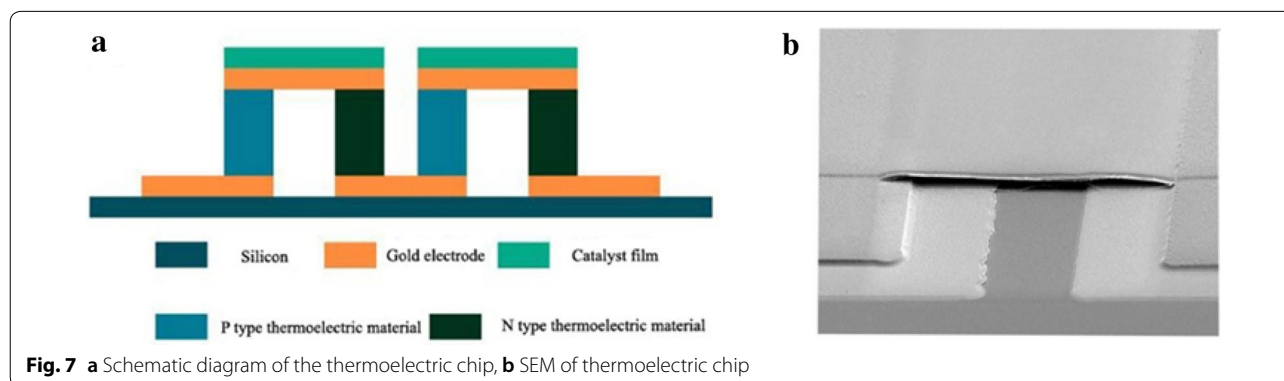 a
b
Silicon
Gold electrode
Catalyst film
P type thermoelectric material
N type thermoelectric material
Fig. 7 a Schematic diagram of the thermoelectric chip, b SEM of thermoelectric chip